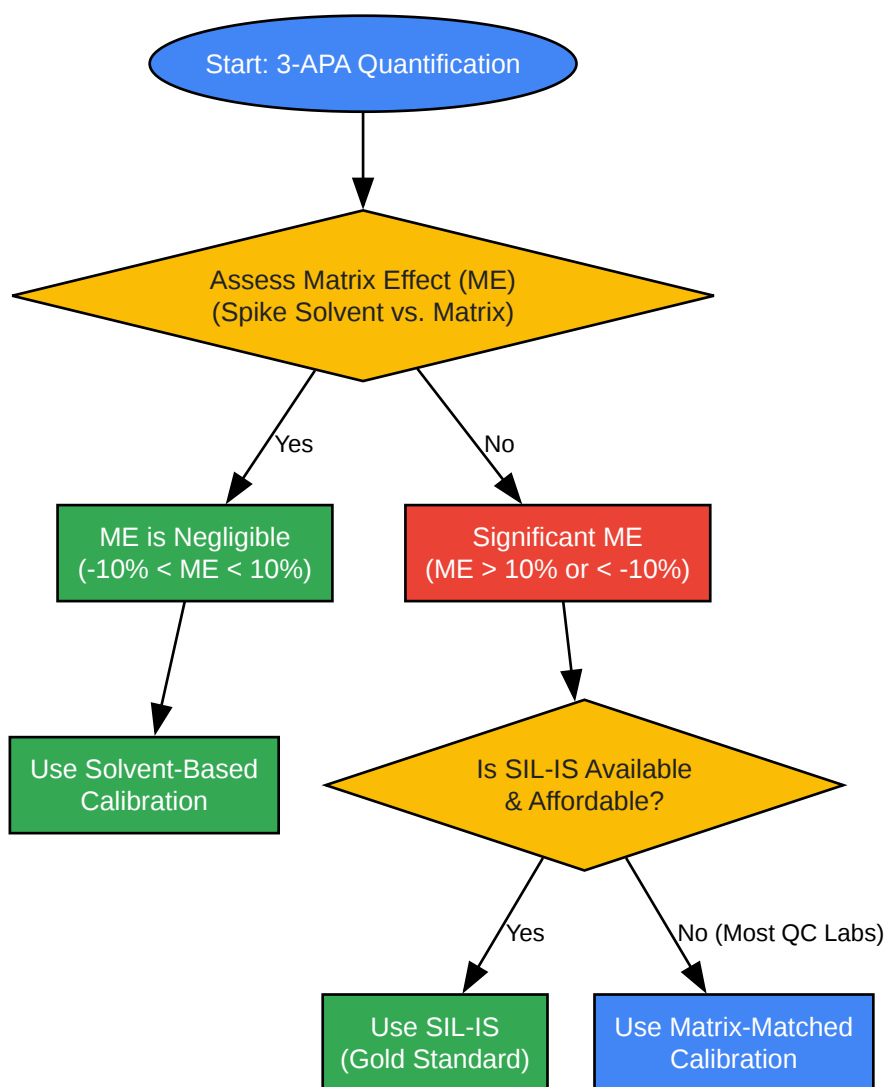 Start: 3-APA Quantification
Assess Matrix Effect (ME)
(Spike Solvent vs. Matrix)
Yes
No
ME is Negligible
(-10% < ME < 10%)
Significant ME
(ME > 10% or < -10%)
Use Solvent-Based
Calibration
Is SIL-IS Available
& Affordable?
Yes
No (Most QC Labs)
Use SIL-IS
(Gold Standard)
Use Matrix-Matched
Calibration